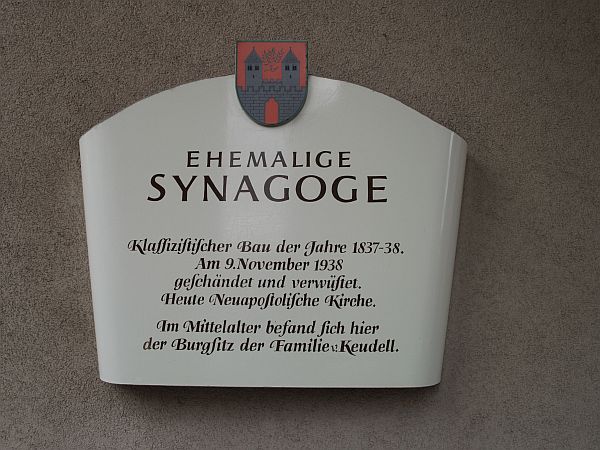 EHEMALIGE
SYNAGOGE
Klaſſiziſtiſcher Bau der Jahre 1837-38.
Am 9. November 1938
geſchändet und verwüſtet.
Heute Neuapoſtoliſche Kirche.
Im Mittelalter befand ſich hier
der Burgſitz der Familie v. Keudell.